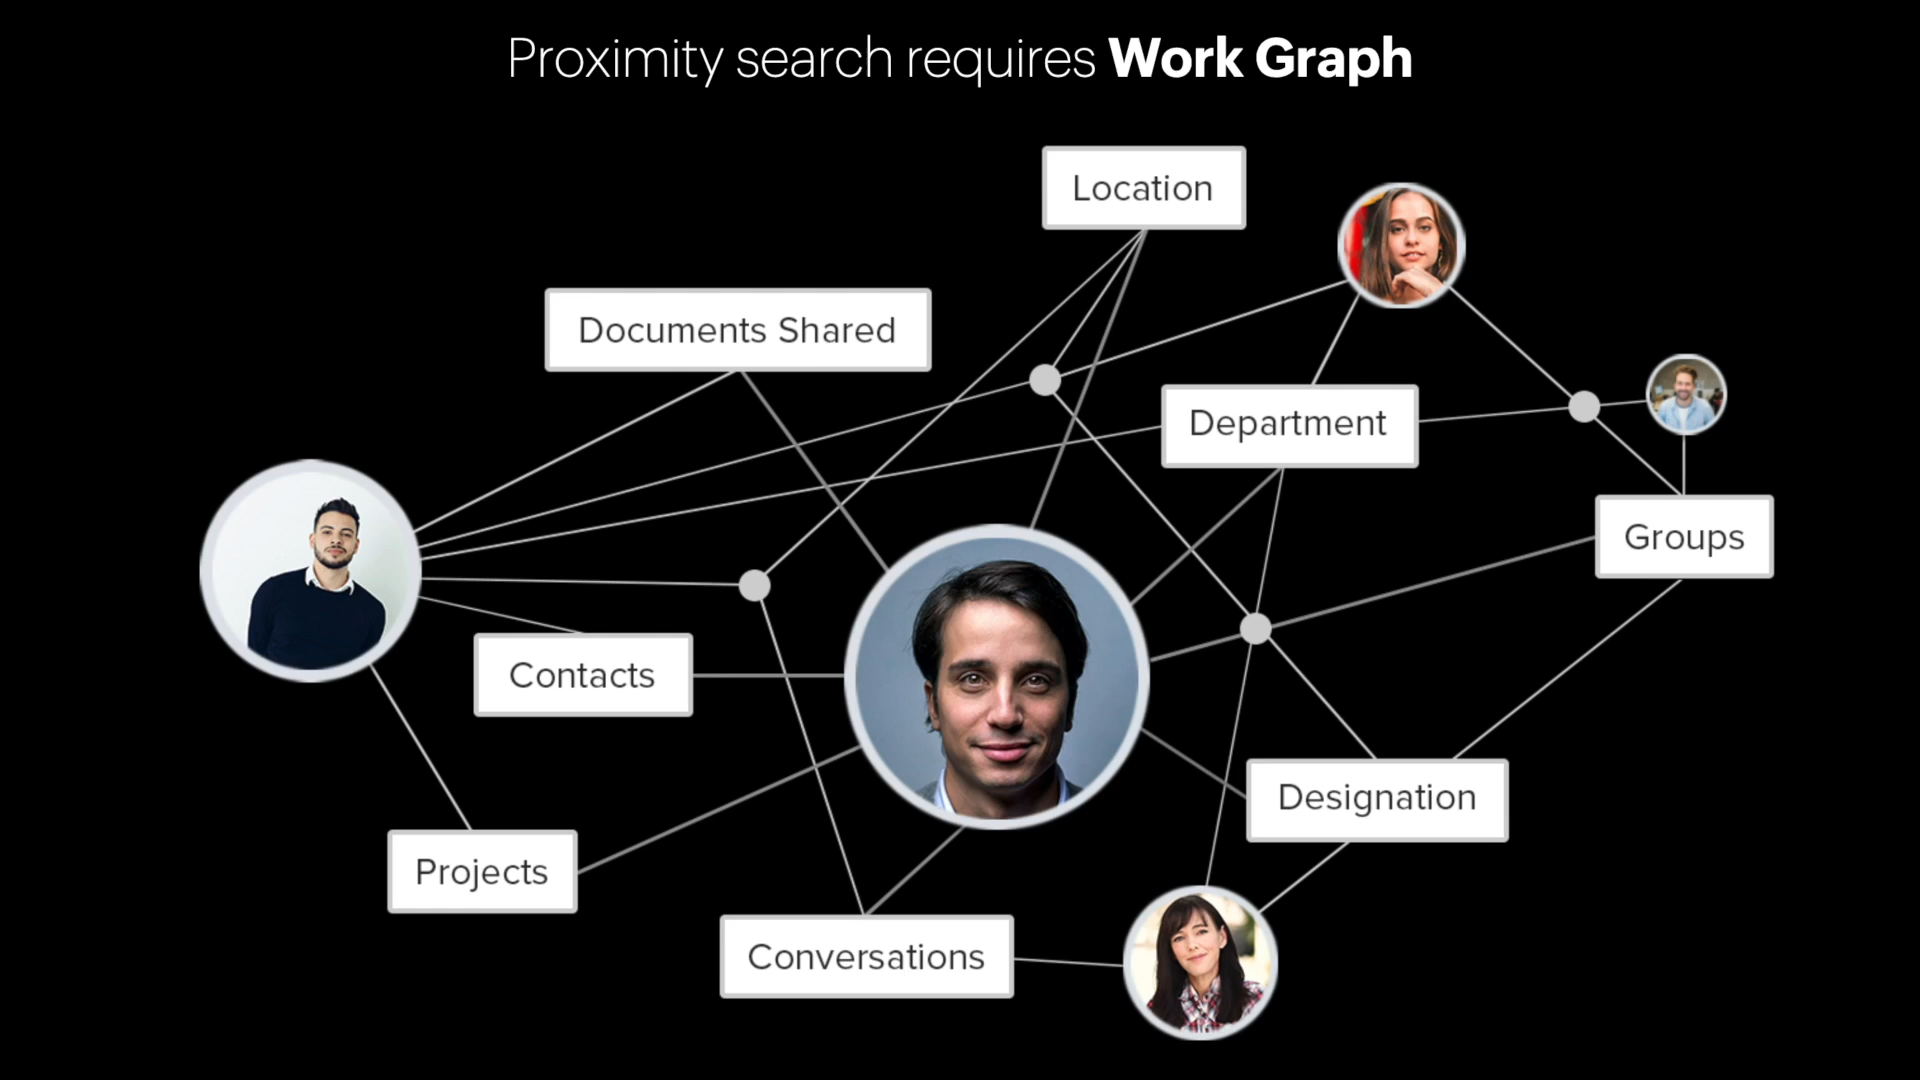 Proximity search requires Work Graph
Location
Documents Shared
Department
Groups
Contacts
Designation
Projects
Conversations